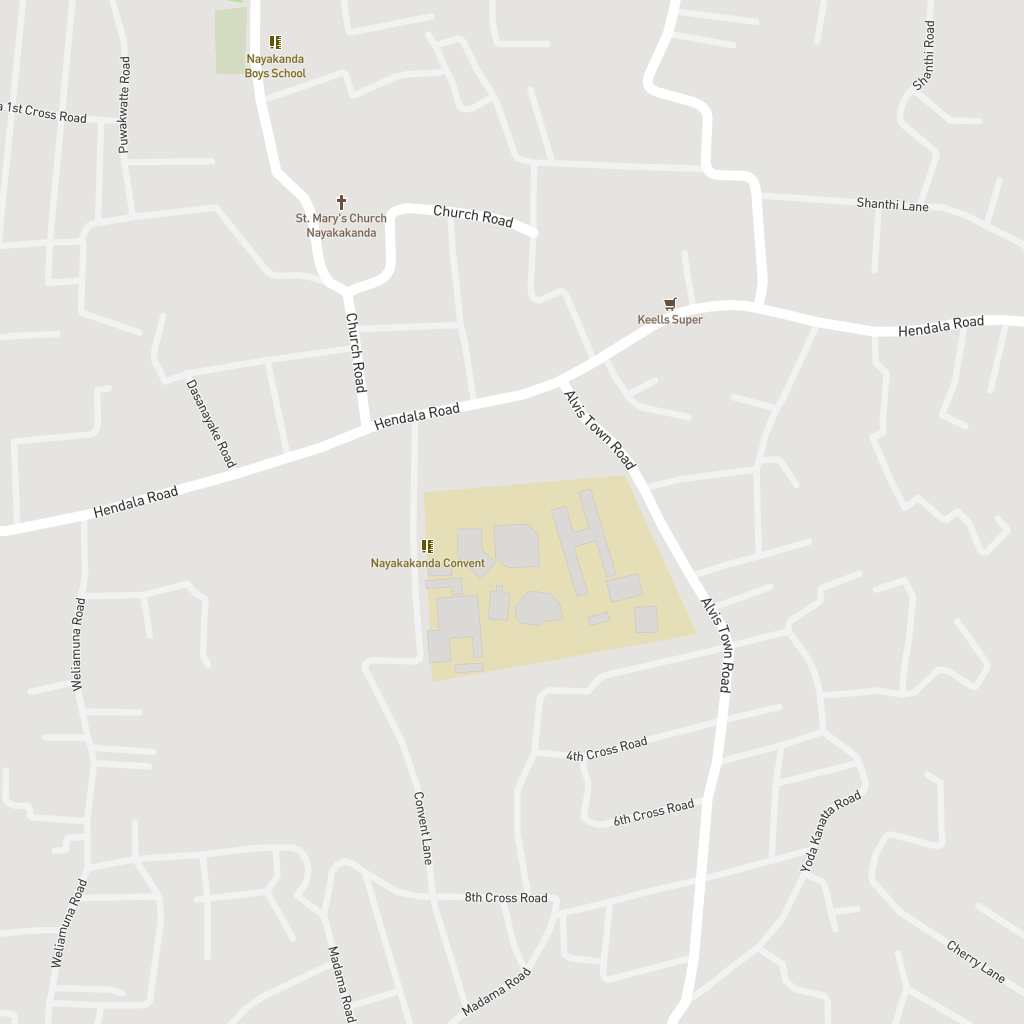 Nayakanda
Boys School
a 1st Cross Road
Puwakwatte Road
Shanthi Road
St. Mary's Church
Nayakakanda
Church Road
Shanthi Lane
Keells Super
Hendala Road
Church Road
Dasanayake Road
Hendala Road
Alvis Town Road
Hendala Road
Nayakakanda Convent
Weliamuna Road
Alvis Town Road
4th Cross Road
6th Cross Road
Yoda Kanatta Road
Convent Lane
8th Cross Road
Weliamuna Road
Madama Road
Madama Road
Cherry Lane